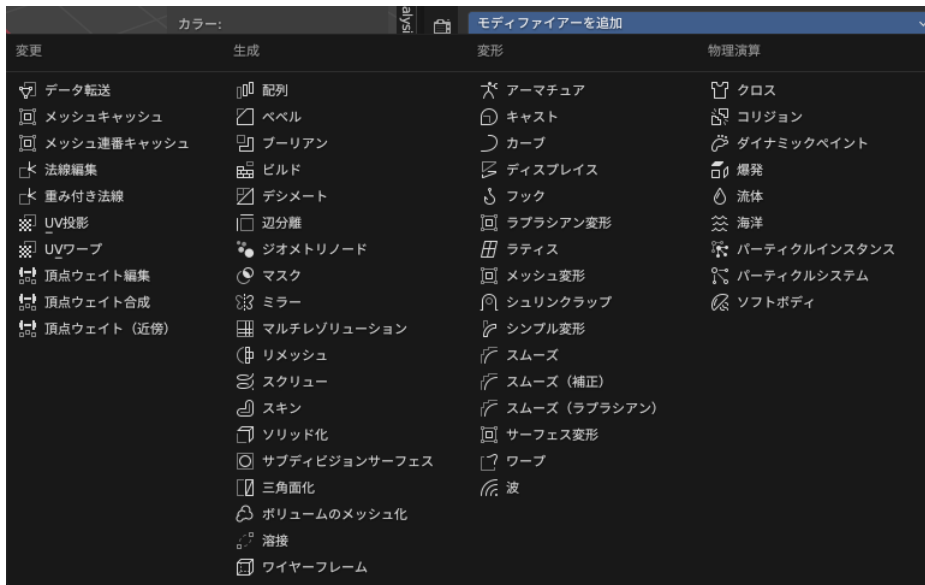 カラー:
alysi
モディファイアーを追加
変更
生成
変形
物理演算
データ転送
メッシュキャッシュ
メッシュ連番キャッシュ
法線編集
重み付き法線
UV投影
UVワープ
頂点ウェイト編集
頂点ウェイト合成
頂点ウェイト（近傍）
配列
ベベル
ブーリアン
ビルド
デシメート
辺分離
ジオメトリノード
マスク
ミラー
マルチレゾリューション
リメッシュ
スクリュー
スキン
ソリッド化
サブディビジョンサーフェス
三角面化
ボリュームのメッシュ化
溶接
ワイヤーフレーム
アーマチュア
キャスト
カーブ
ディスプレイス
フック
ラプラシアン変形
ラティス
メッシュ変形
シュリンクラップ
シンプル変形
スムーズ
スムーズ（補正）
スムーズ（ラプラシアン）
サーフェス変形
ワープ
波
クロス
コリジョン
ダイナミックペイント
爆発
流体
海洋
パーティクルインスタンス
パーティクルシステム
ソフトボディ